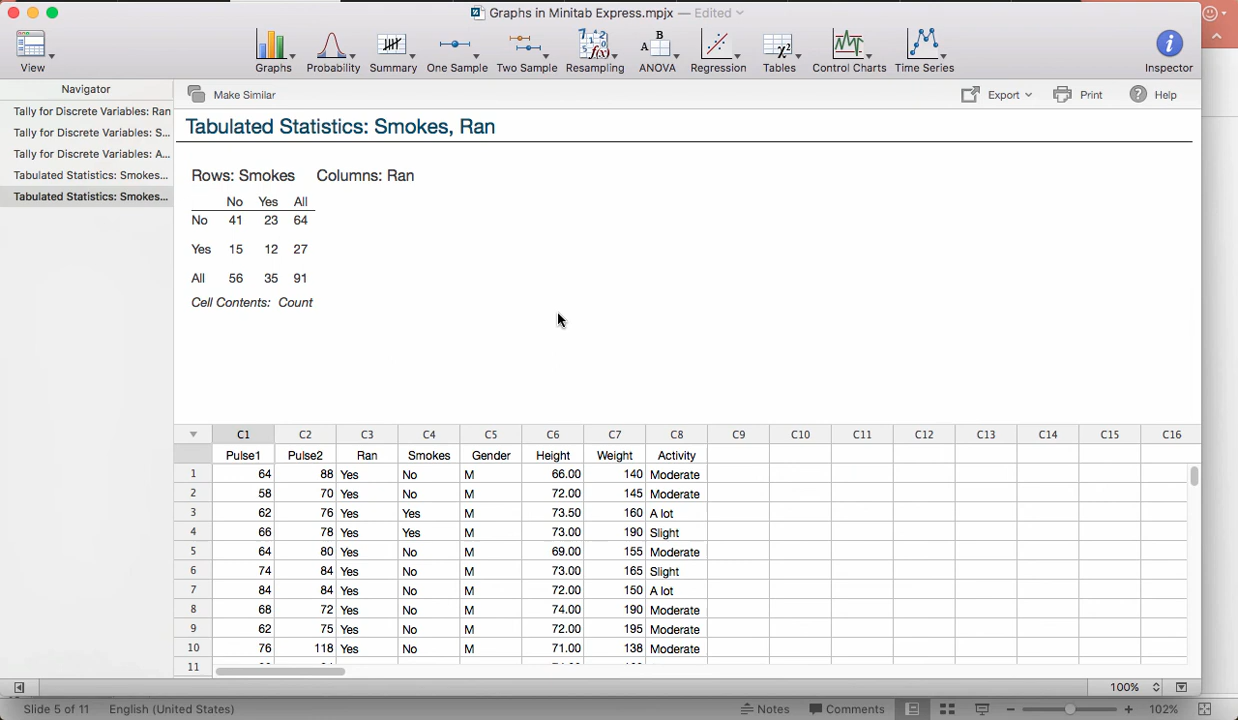 Graphs in Minitab Express.mpjx — Edited
View
Graphs Probability Summary One Sample Two Sample Resampling ANOVA Regression Tables Control Charts Time Series Inspector
Navigator
Make Similar Export Print Help
Tally for Discrete Variables: Ran
Tally for Discrete Variables: S...
Tally for Discrete Variables: A...
Tabulated Statistics: Smokes...
Tabulated Statistics: Smokes...
Tabulated Statistics: Smokes, Ran
Rows: Smokes Columns: Ran
No Yes All
No 41 23 64
Yes 15 12 27
All 56 35 91
Cell Contents: Count
C1 C2 C3 C4 C5 C6 C7 C8 C9 C10 C11 C12 C13 C14 C15 C16
Pulse1 Pulse2 Ran Smokes Gender Height Weight Activity
1 64 88 Yes No M 66.00 140 Moderate
2 58 70 Yes No M 72.00 145 Moderate
3 62 76 Yes Yes M 73.50 160 A lot
4 66 78 Yes Yes M 73.00 190 Slight
5 64 80 Yes No M 69.00 155 Moderate
6 74 84 Yes No M 73.00 165 Slight
7 84 84 Yes No M 72.00 150 A lot
8 68 72 Yes No M 74.00 190 Moderate
9 62 75 Yes No M 72.00 195 Moderate
10 76 118 Yes No M 71.00 138 Moderate
11
100%
Slide 5 of 11 English (United States) Notes Comments 102%